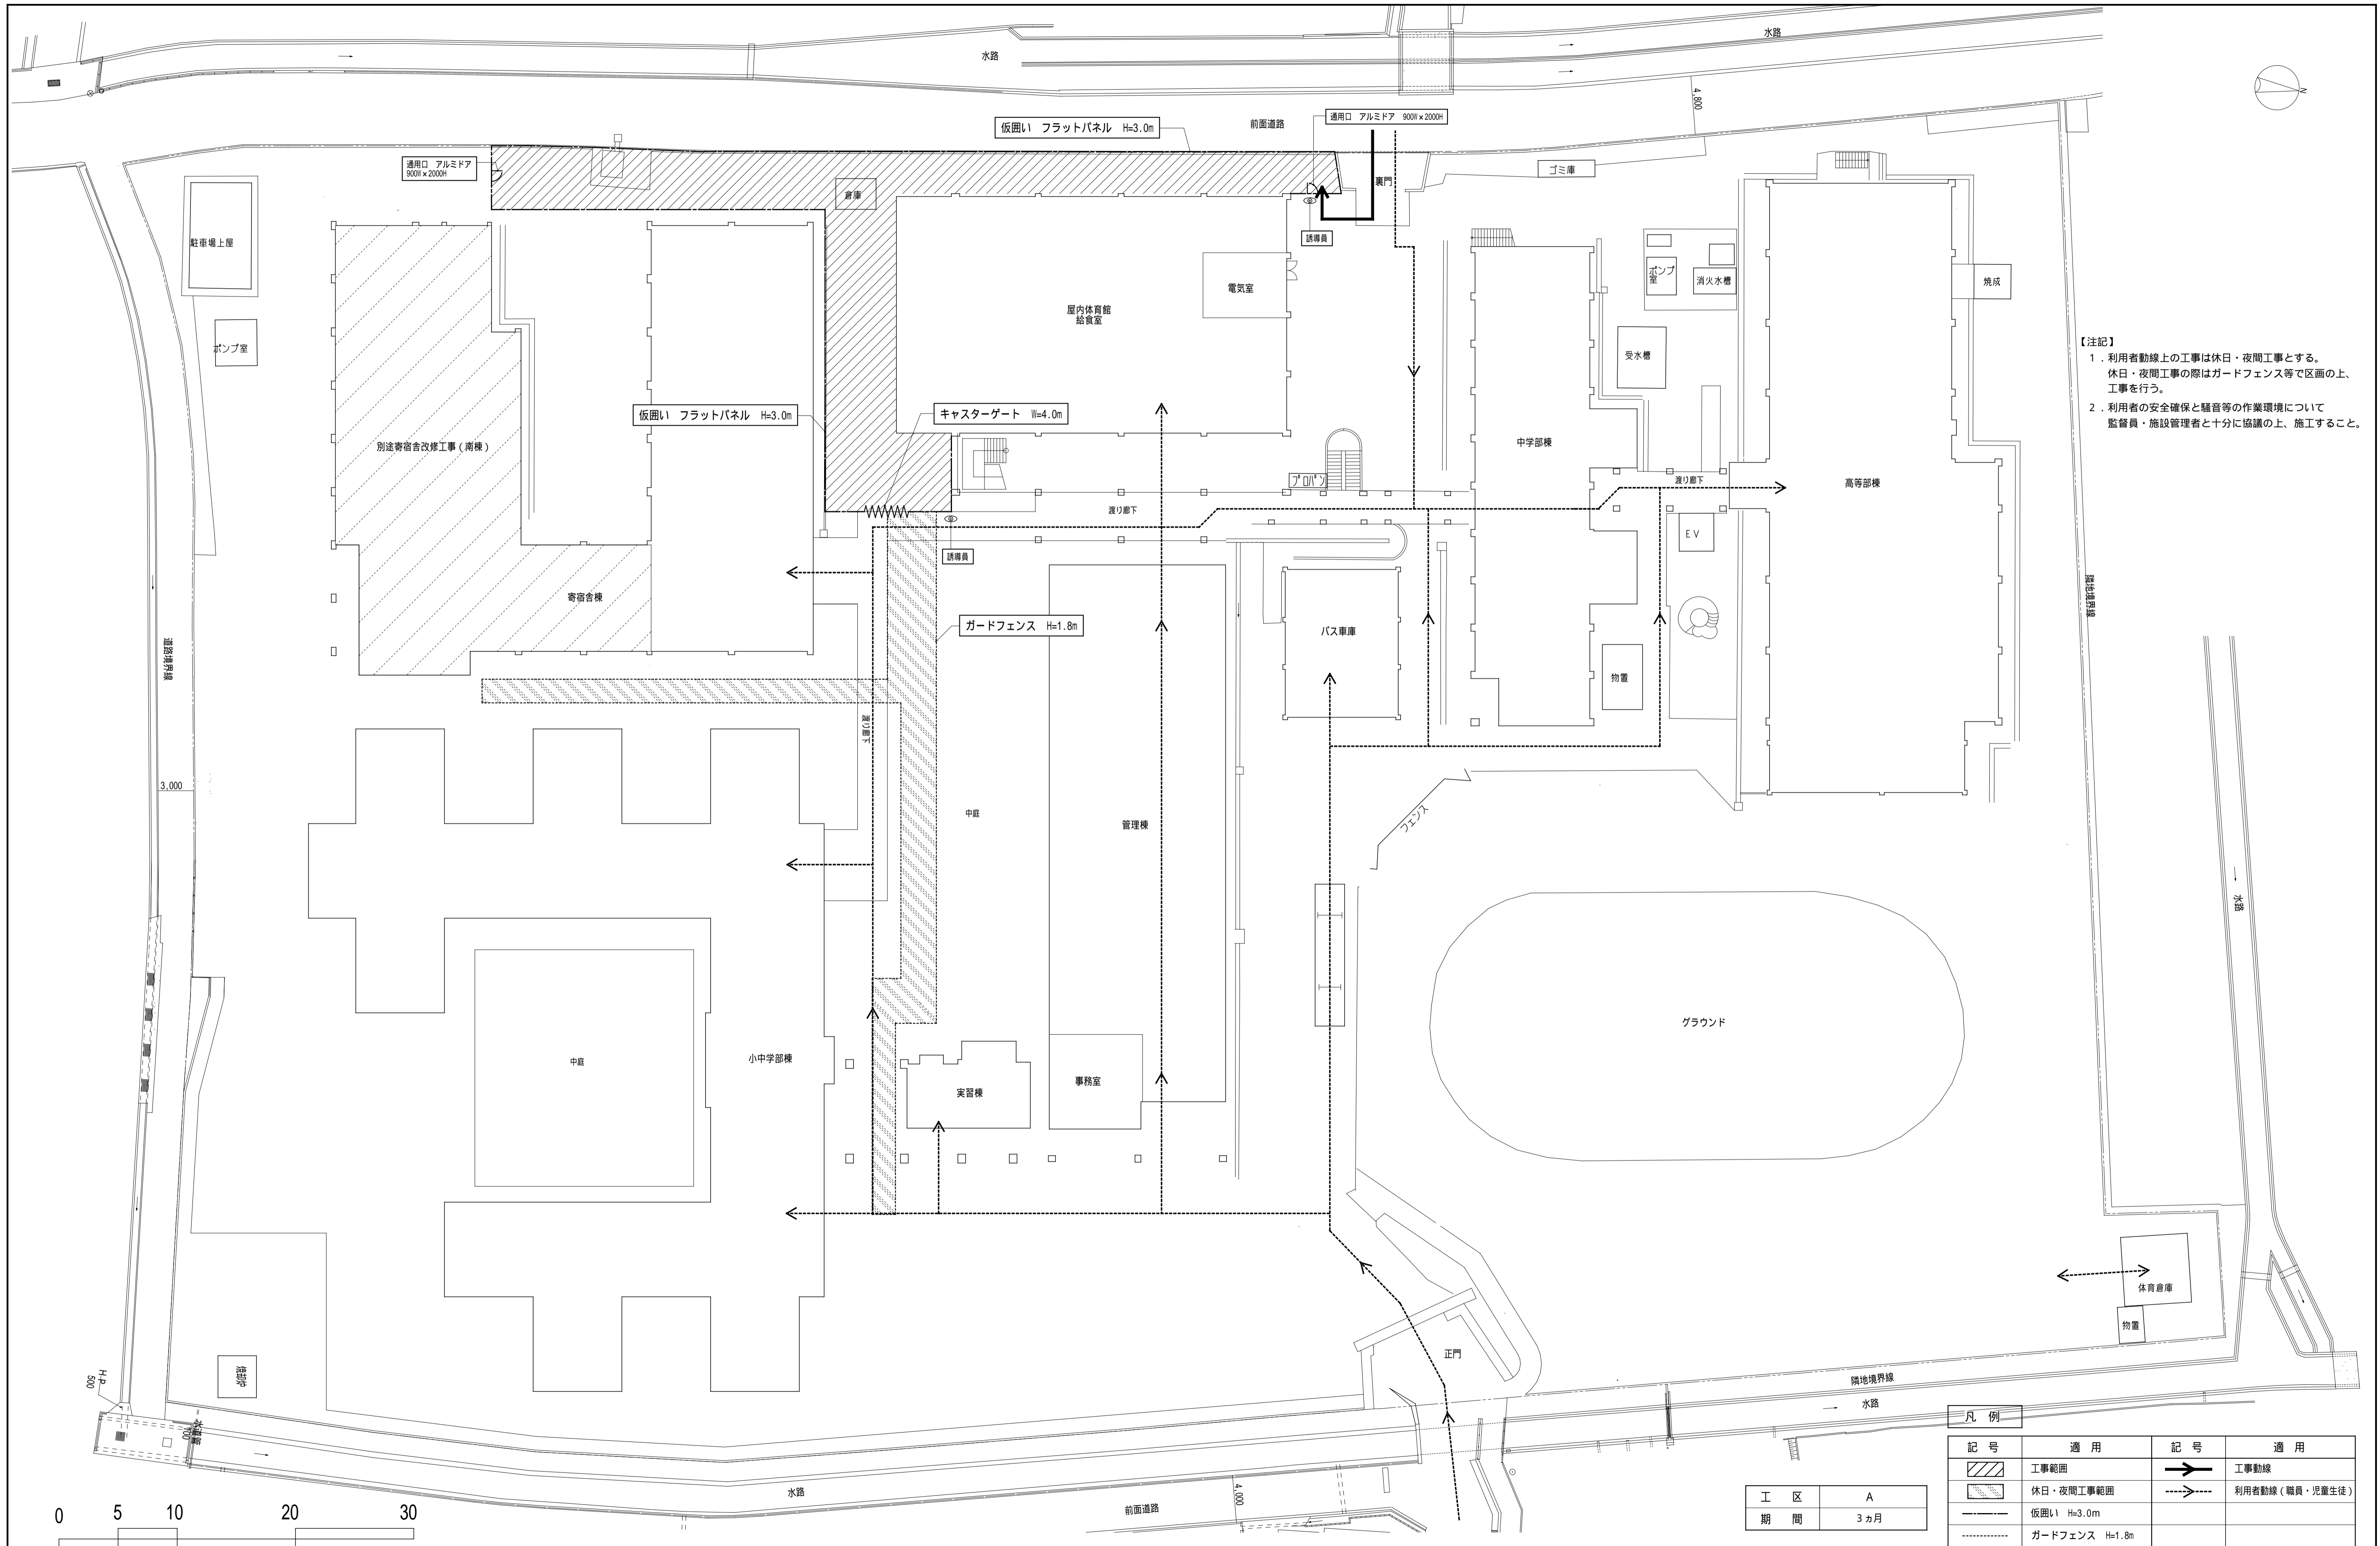 水路
水路
4,800
N
仮囲い　フラットパネル　H=3.0m
前面道路
通用口　アルミドア　900W×2000H
通用口　アルミドア
900W×2000H
ゴミ庫
裏門
倉庫
誘導員
駐車場上屋
ポンプ室
電気室
屋内体育館
給食室
ポンプ
室
消火水槽
焼成
受水槽
【注記】
１．利用者動線上の工事は休日・夜間工事とする。
休日・夜間工事の際はガードフェンス等で区画の上、
工事を行う。
２．利用者の安全確保と騒音等の作業環境について
監督員・施設管理者と十分に協議の上、施工すること。
仮囲い　フラットパネル　H=3.0m
キャスターゲート　W=4.0m
別途寄宿舎改修工事（南棟）
中学部棟
高等部棟
プロパン
渡り廊下
渡り廊下
EV
誘導員
寄宿舎棟
ガードフェンス　H=1.8m
バス車庫
物置
道路境界線
隣地境界線
渡り廊下
3,000
中庭
管理棟
フェンス
水路
グラウンド
中庭
小中学部棟
実習棟
事務室
体育倉庫
物置
正門
焼却炉
H.P
500
隣地境界線
水路
水路
前面道路
4,000
0
5
10
20
30
工　区
A
期　間
3ヵ月
凡　例
記　号
適　用
記　号
適　用
工事範囲
工事動線
休日・夜間工事範囲
利用者動線（職員・児童生徒）
仮囲い　H=3.0m
ガードフェンス　H=1.8m